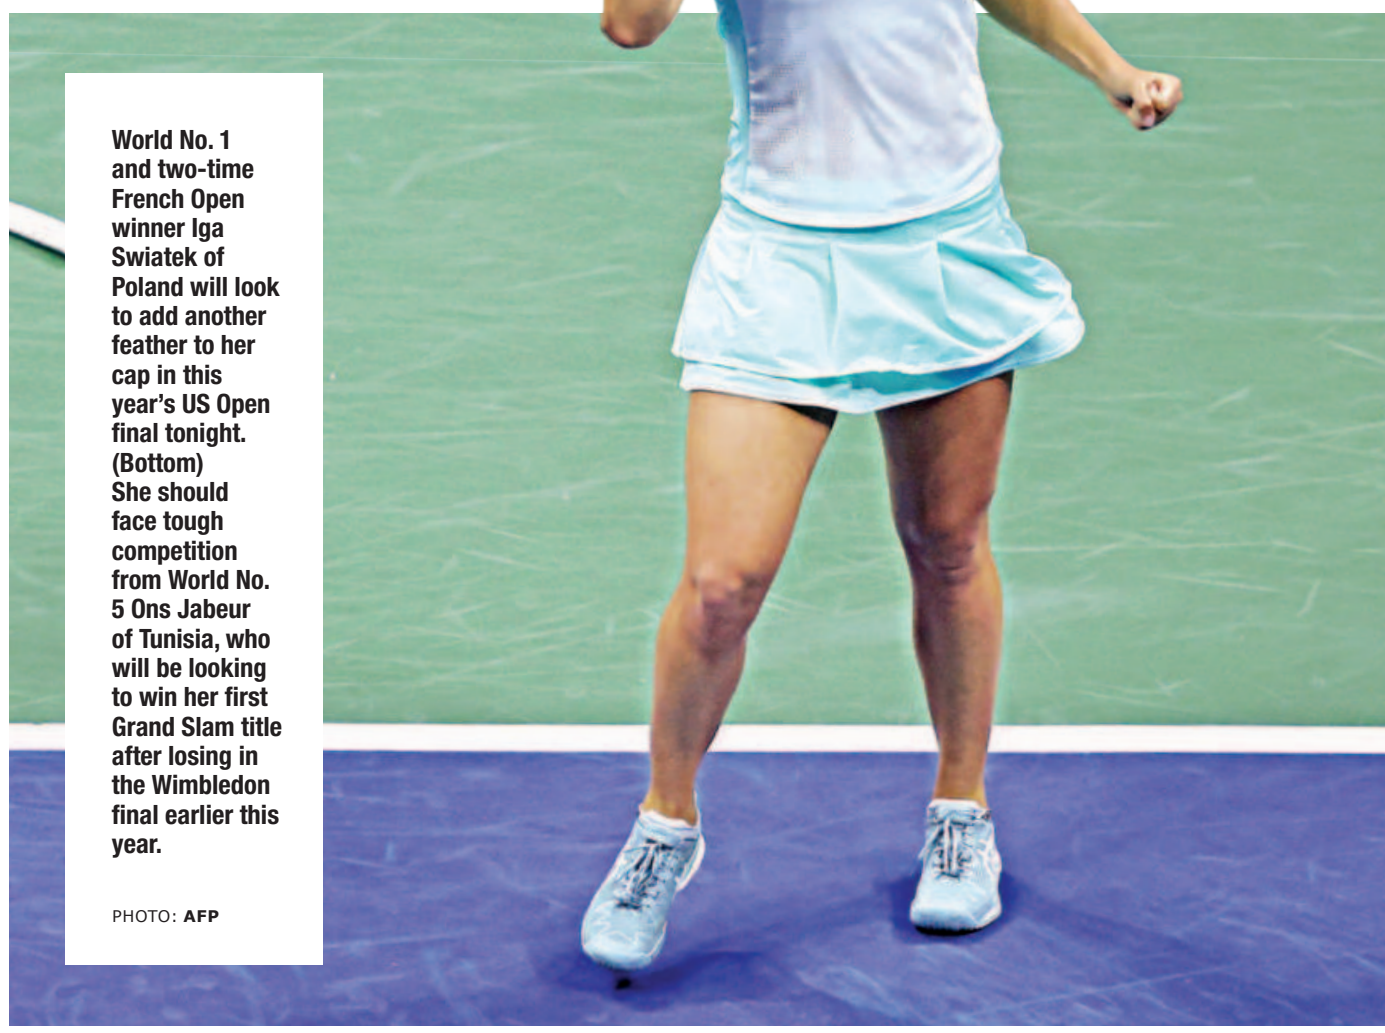 World No. 1
and two-time
French Open
winner Iga
Swiatek of
Poland will look
to add another
feather to her
cap in this
year’s US Open
final tonight.
(Bottom)
She should
face tough
competition
from World No.
5 Ons Jabeur
of Tunisia, who
will be looking
to win her first
Grand Slam title
after losing in
the Wimbledon
final earlier this
year.
PHOTO: AFP